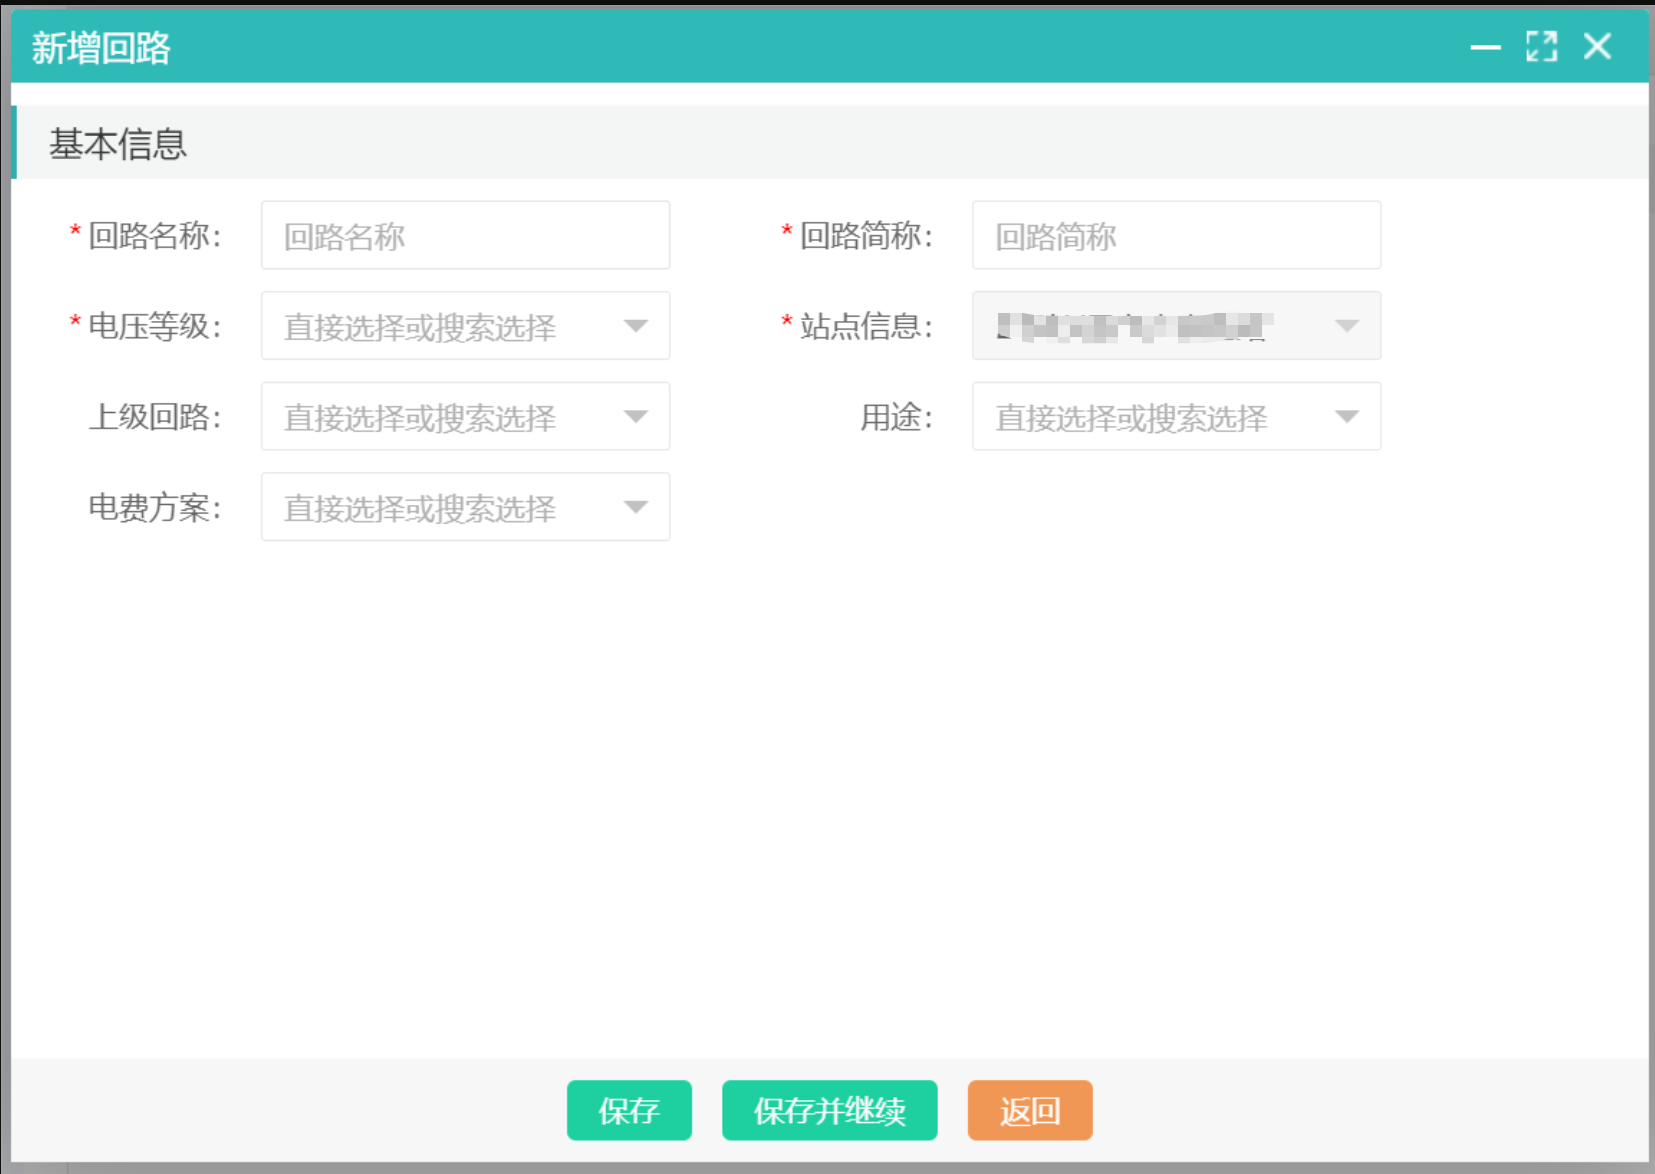 新增回路
基本信息
* 回路名称: 回路名称 * 回路简称: 回路简称
* 电压等级: 直接选择或搜索选择 * 站点信息:
上级回路: 直接选择或搜索选择 用途: 直接选择或搜索选择
电费方案: 直接选择或搜索选择
保存 保存并继续 返回